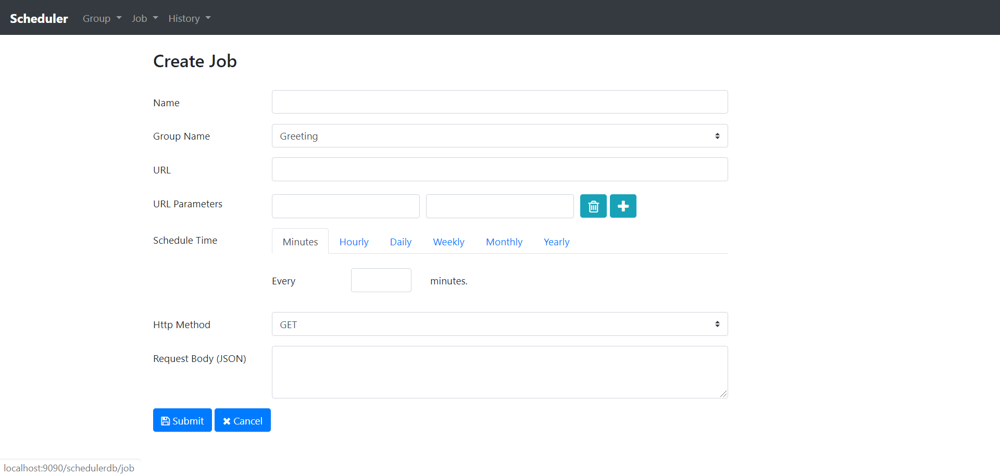 Scheduler Group Job History
Create Job
Name
Group Name Greeting
URL
URL Parameters
Schedule Time Minutes Hourly Daily Weekly Monthly Yearly
Every minutes.
Http Method GET
Request Body (JSON)
Submit Cancel
localhost:9090/schedulerdb/job